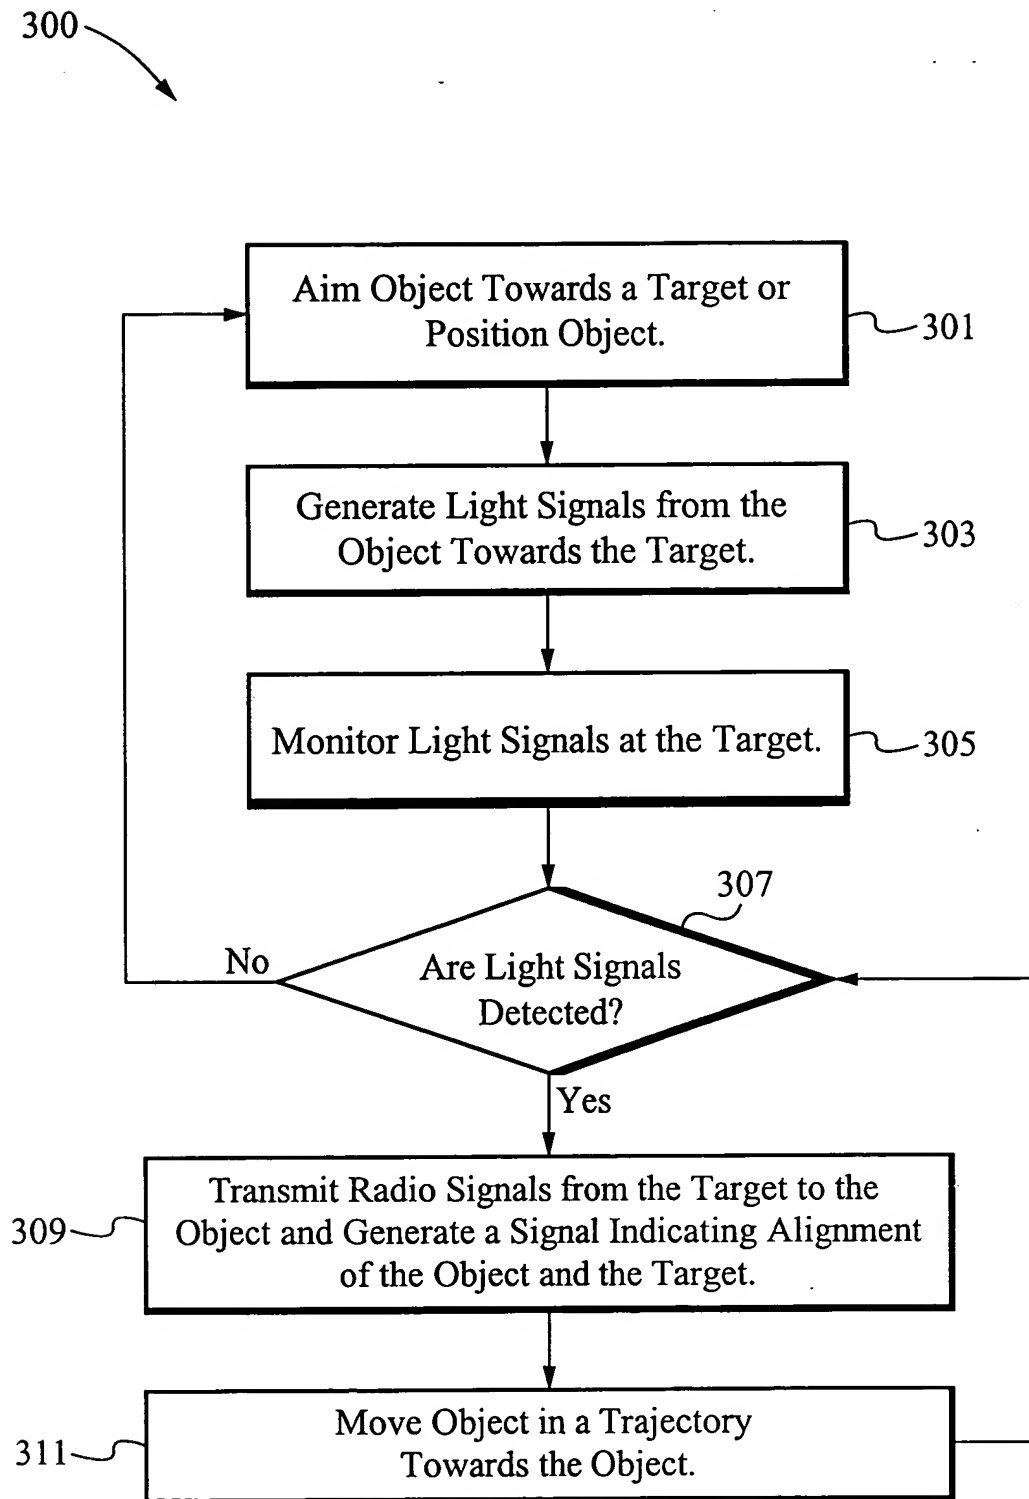 300
Aim Object Towards a Target or
Position Object.
301
Generate Light Signals from the
Object Towards the Target.
303
Monitor Light Signals at the Target.
305
307
No
Are Light Signals
Detected?
Yes
Transmit Radio Signals from the Target to the
Object and Generate a Signal Indicating Alignment
of the Object and the Target.
309
Move Object in a Trajectory
Towards the Object.
311